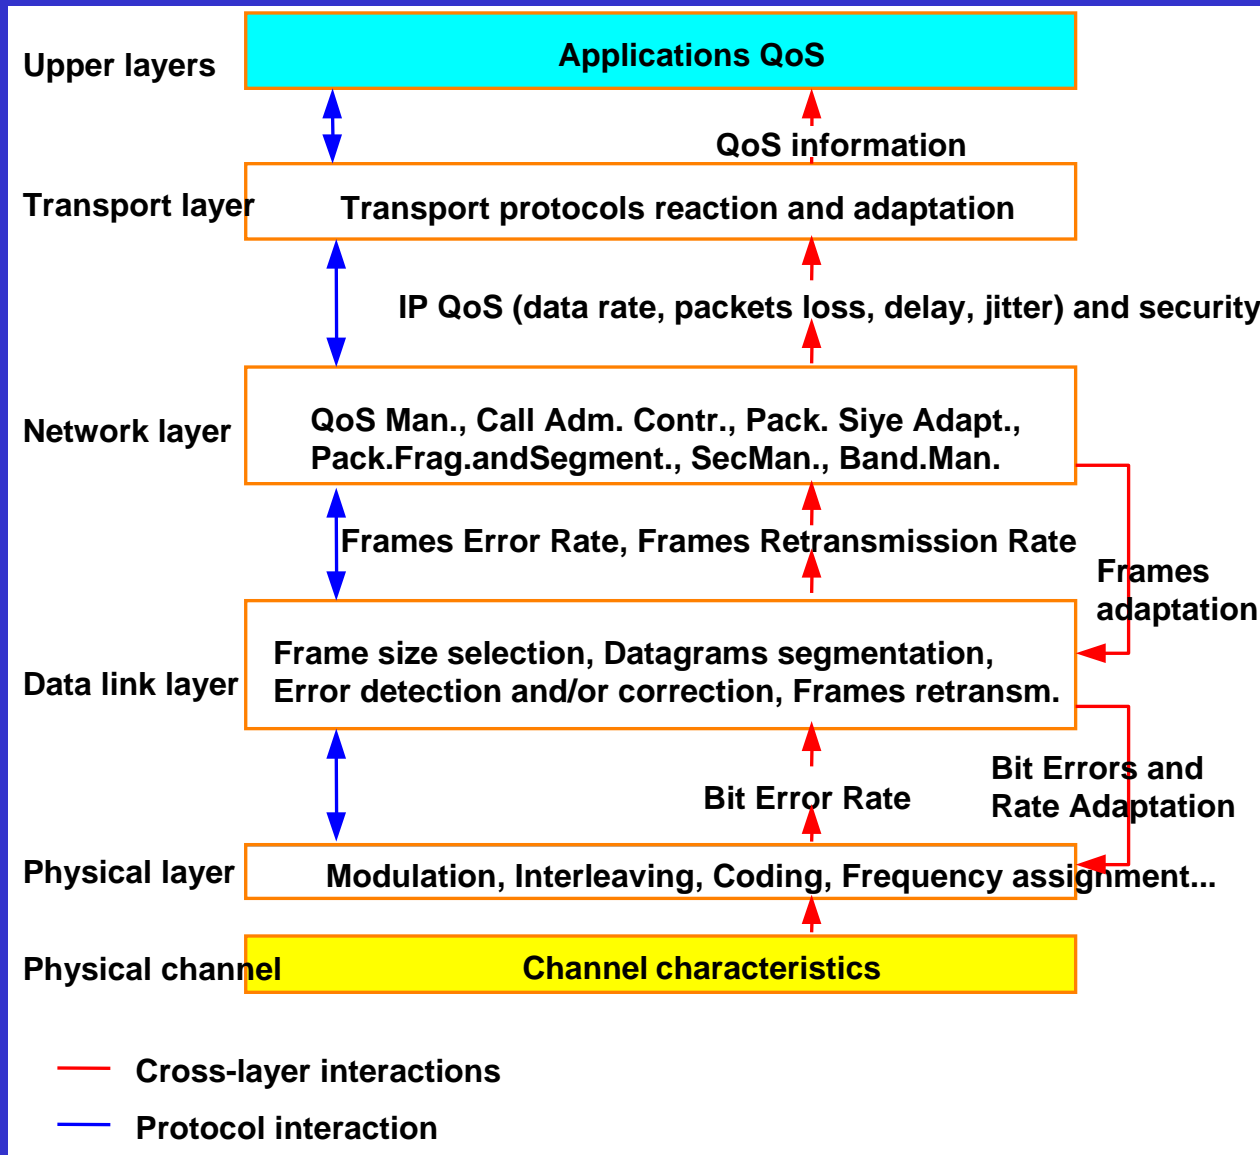 Upper layers
Applications QoS
QoS information
Transport layer
Transport protocols reaction and adaptation
IP QoS (data rate, packets loss, delay, jitter) and security
Network layer
QoS Man., Call Adm. Contr., Pack. Siye Adapt.,
Pack.Frag.andSegment., SecMan., Band.Man.
Frames Error Rate, Frames Retransmission Rate
Frames
adaptation
Data link layer
Frame size selection, Datagrams segmentation,
Error detection and/or correction, Frames retransm.
Bit Error Rate
Bit Errors and
Rate Adaptation
Physical layer
Modulation, Interleaving, Coding, Frequency assignment...
Physical channel
Channel characteristics
Cross-layer interactions
Protocol interaction